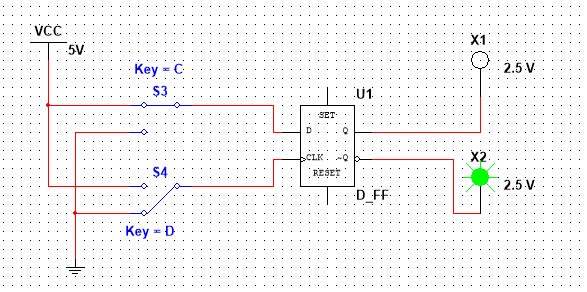 VCC
5V
Key = C
S3
S4
Key = D
U1
SET
D Q
CLK ~Q
RESET
D_FF
X1
2.5 V
X2
2.5 V